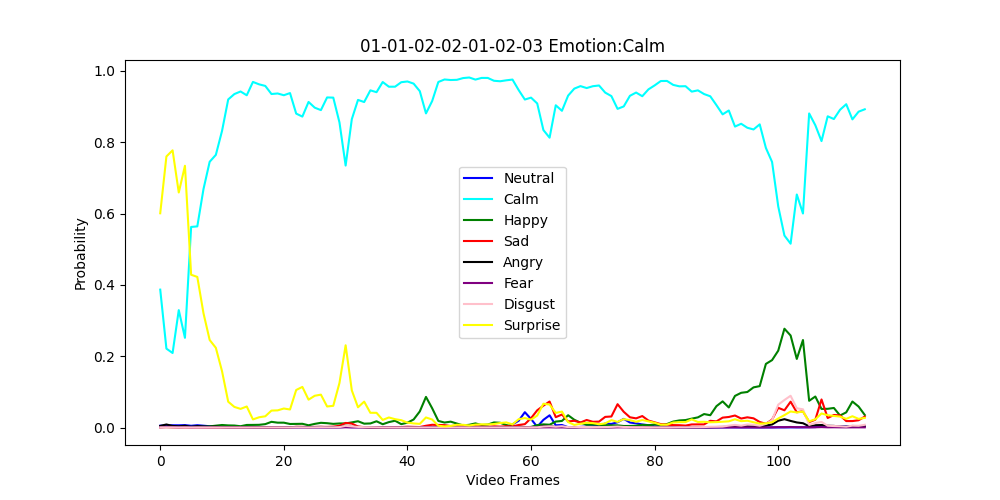 01-01-02-02-01-02-03 Emotion:Calm
1.0
0.8
0.6
0.4
0.2
0.0
Probability
Neutral
Calm
Happy
Sad
Angry
Fear
Disgust
Surprise
0 20 40 60 80 100
Video Frames